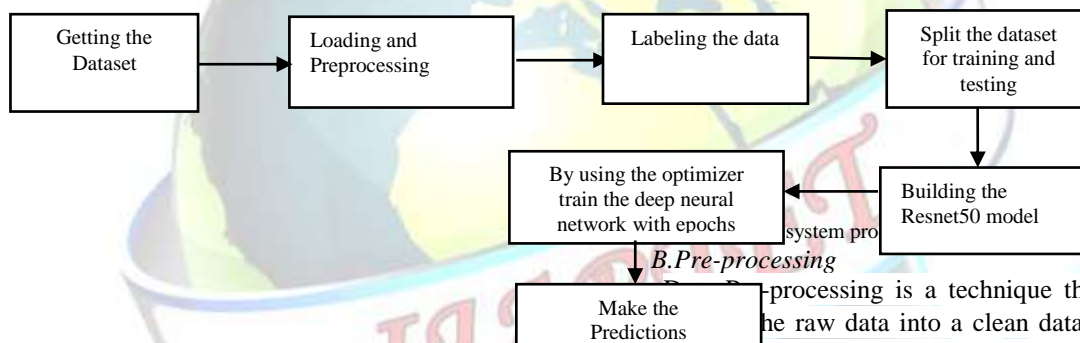 Getting the
Dataset
Loading and
Preprocessing
Labeling the data
Split the dataset
for training and
testing
Building the
Resnet50 model
By using the optimizer
train the deep neural
network with epochs
system pro
B.Pre-processing
-processing is a technique th
he raw data into a clean data
Make the
Predictions